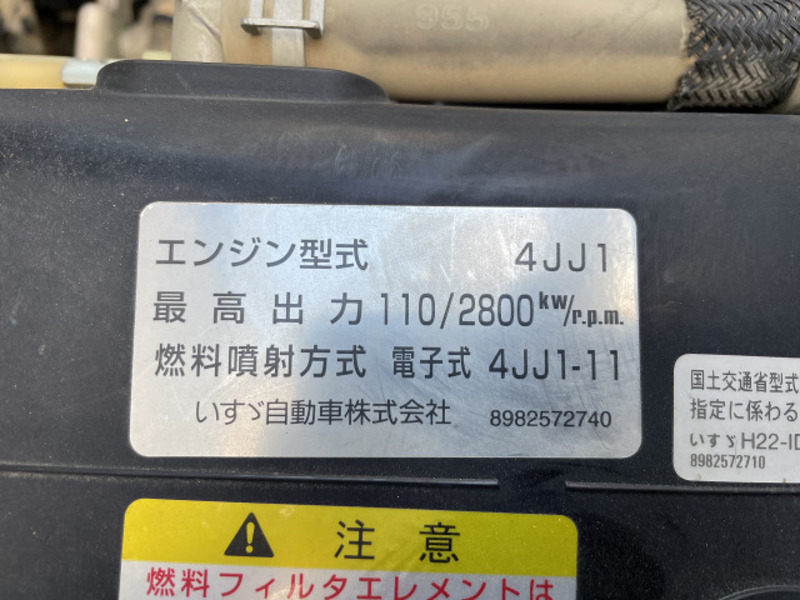 955
エンジン型式 4JJ1
最高出力 110/2800kw/r.p.m.
燃料噴射方式 電子式 4JJ1-11
いすゞ自動車株式会社 8982572740
国土交通省型式
指定に係わる
いすゞH22-ID
8982572710
注意
燃料フィルタエレメントは